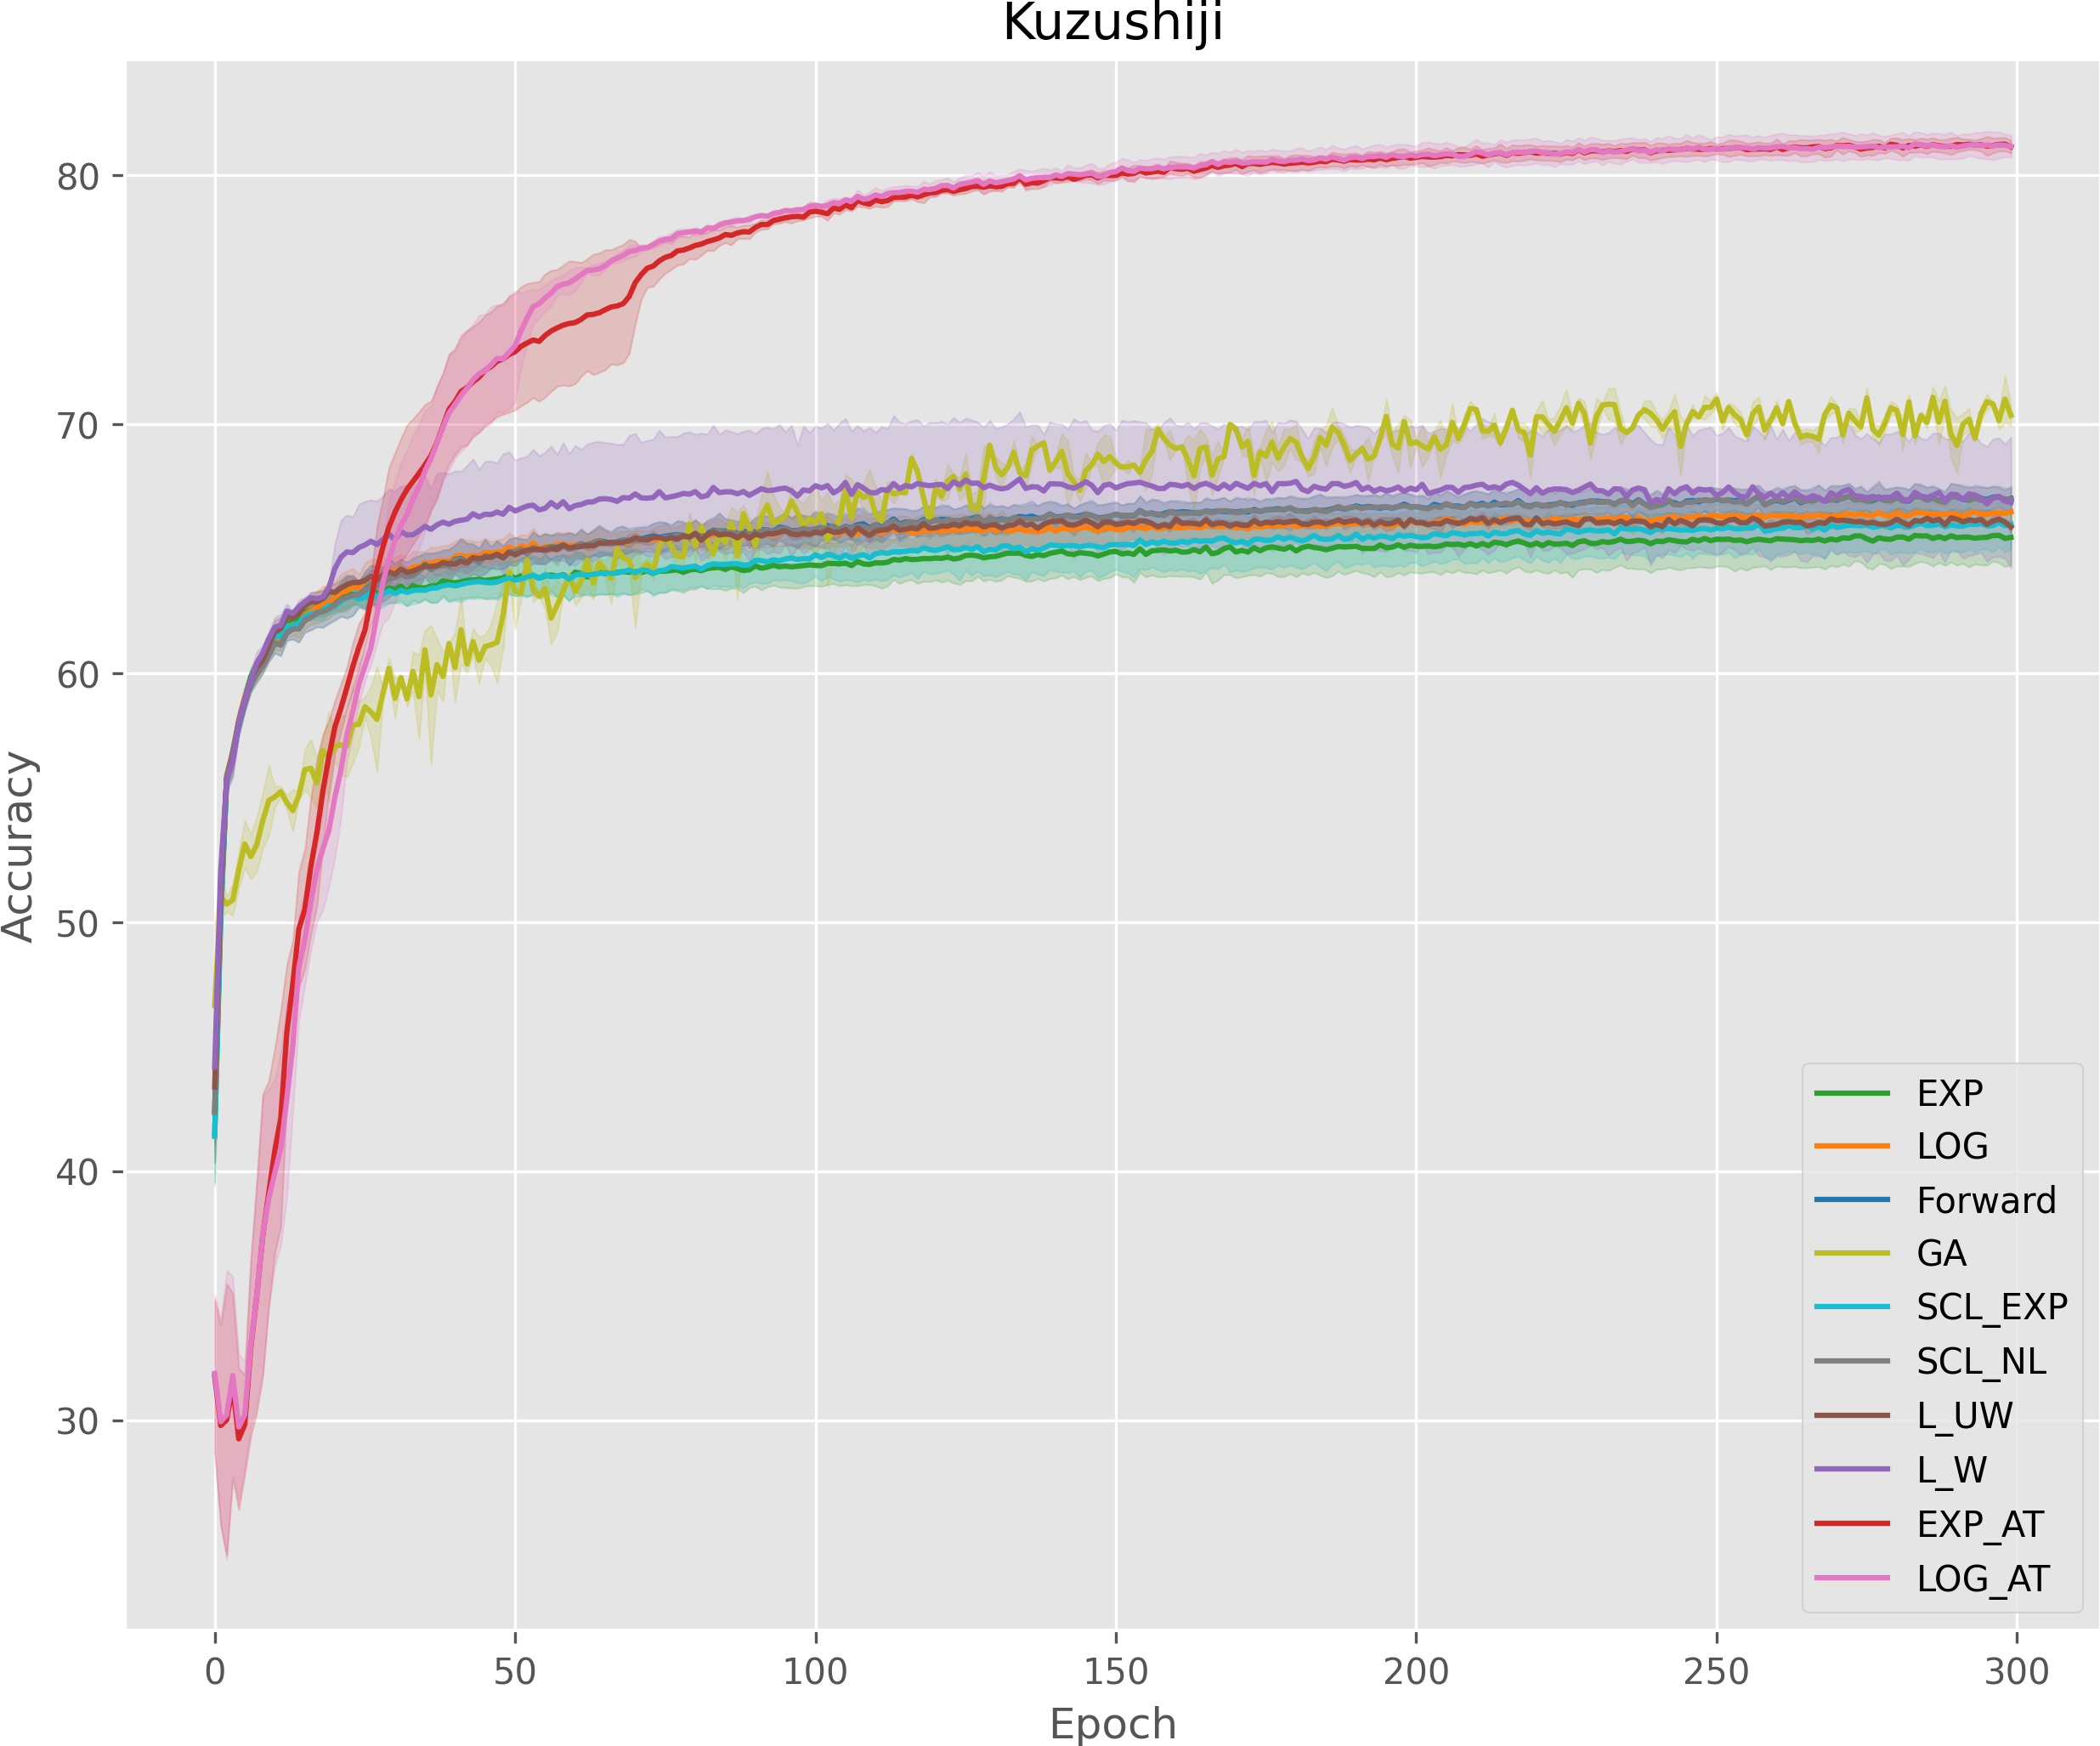 Kuzushiji
Accuracy
80
70
60
50
40
30
EXP
LOG
Forward
GA
SCL_EXP
SCL_NL
L_UW
L_W
EXP_AT
LOG_AT
0 50 100 150 200 250 300
Epoch